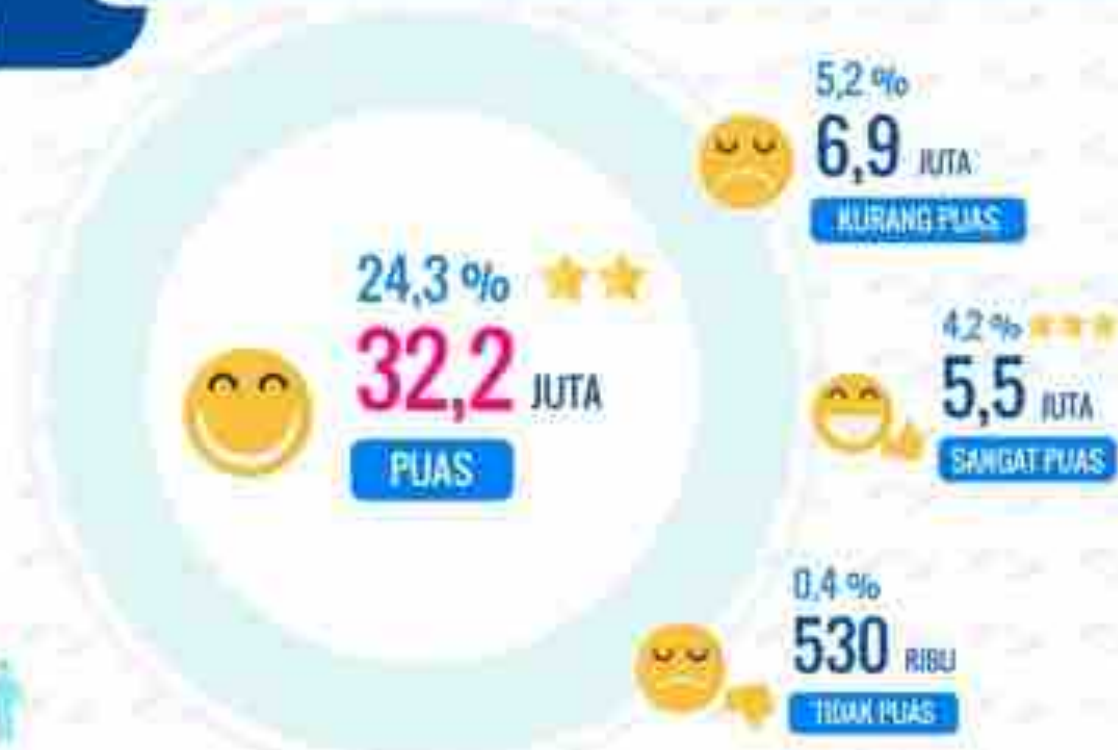 24,3 %
32,2 JUTA
PUAS
5,2 %
6,9 JUTA
KURANG PUAS
4,2 %
5,5 JUTA
SANGAT PUAS
0,4 %
530 RIBU
TIDAK PUAS